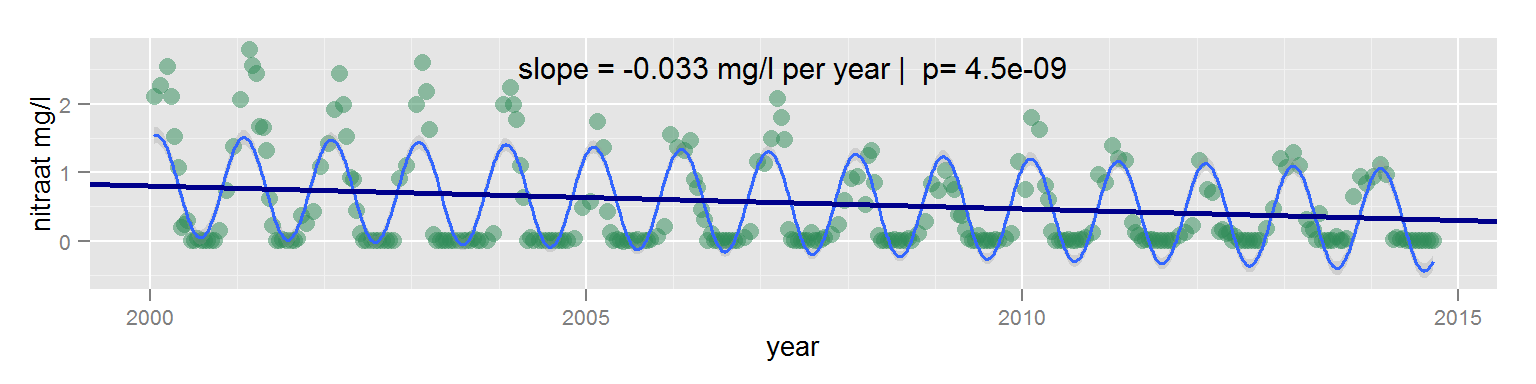 slope = -0.033 mg/l per year |  p= 4.5e-09
nitraat mg/l
2
1
0
2000 2005 2010 2015
year